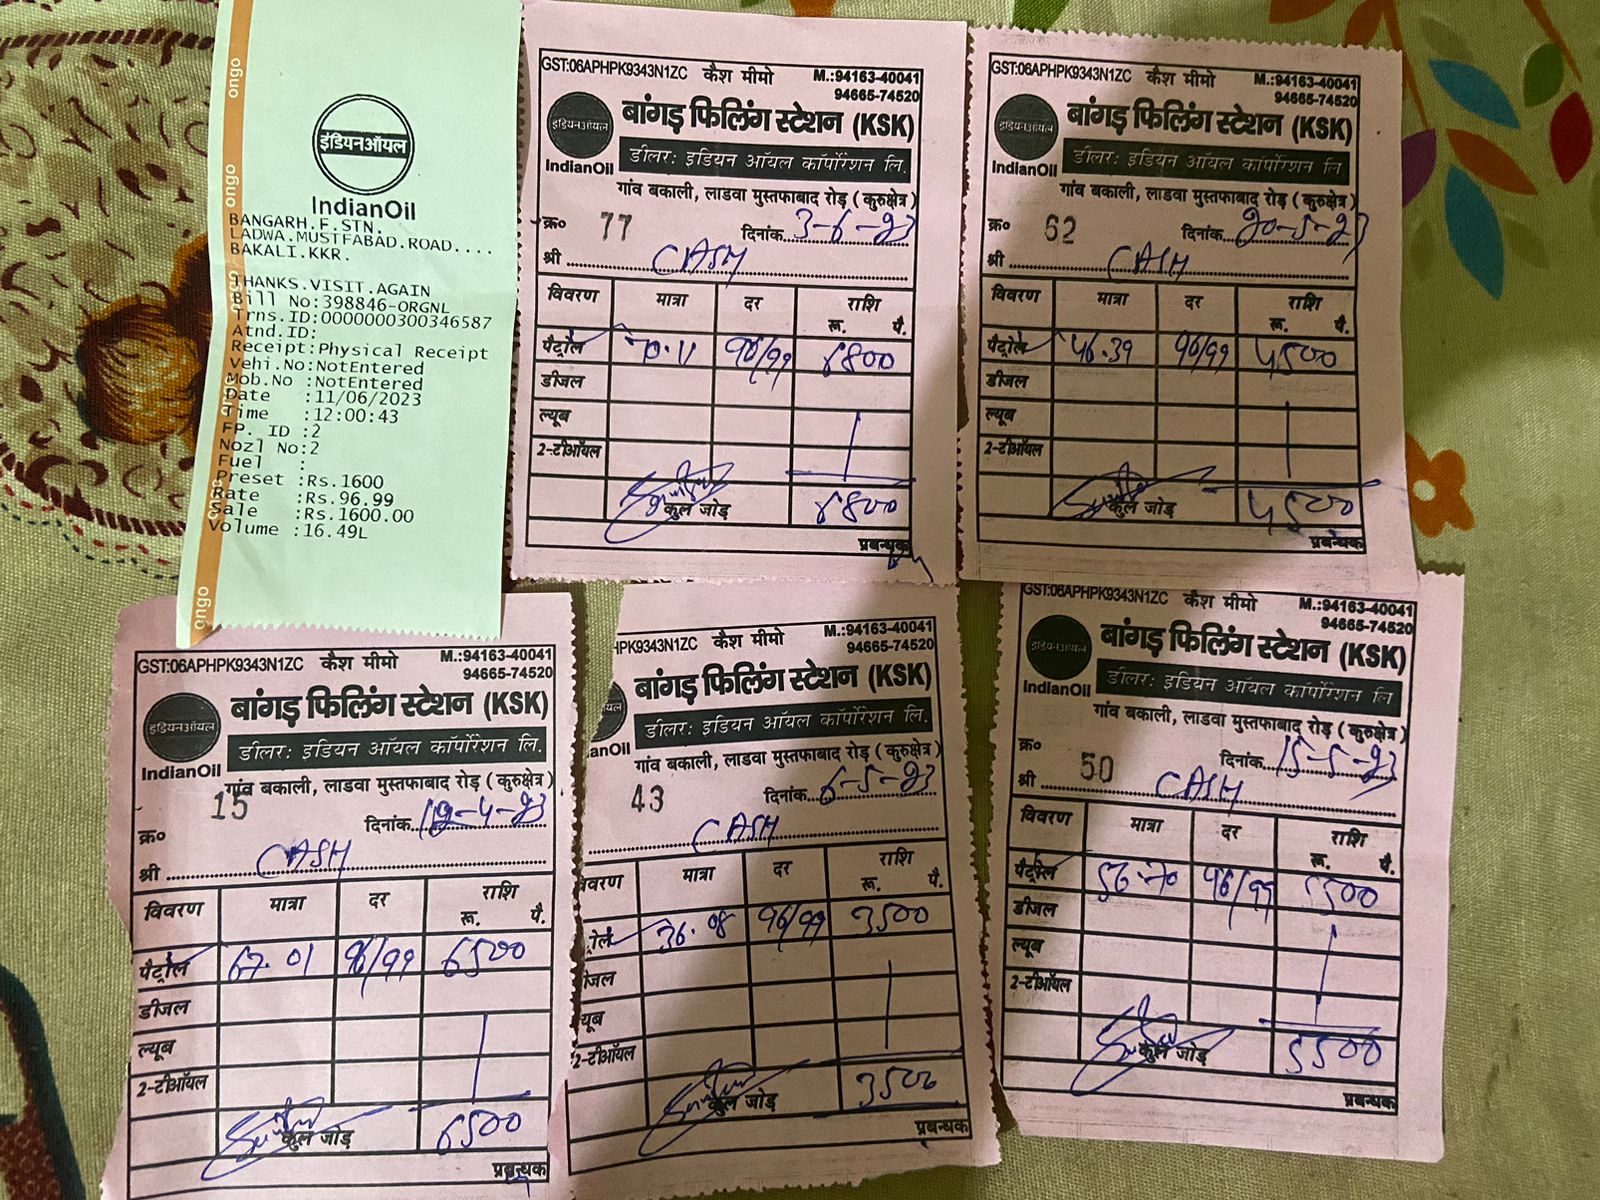 ongo
ongo
ongo
ongo
इंडियनऑयल
IndianOil
BANGARH.F.STN.
LADWA.MUSTFABAD.ROAD....
BAKALI.KKR.
THANKS.VISIT.AGAIN
Bill No:398846-ORGNL
Trns.ID:0000000300346587
Atnd.ID:
Receipt:Physical Receipt
Vehi.No:NotEntered
Mob.No :NotEntered
Date :11/06/2023
Time :12:00:43
FP. ID :2
Nozl No:2
Fuel :
Preset :Rs.1600
Rate :Rs.96.99
Sale :Rs.1600.00
Volume :16.49L
GST:06APHPK9343N1ZC कैश मीमो M.:94163-40041
94665-74520
इंडियनऑयल
बांगड़ फिलिंग स्टेशन (KSK)
IndianOil डीलर: इंडियन ऑयल कॉर्पोरेशन लि.
गांव बकाली, लाडवा मुस्तफाबाद रोड़ (कुरुक्षेत्र)
क्र० 77 दिनांक 3-6-23
श्री CASH
विवरण मात्रा दर राशि
रू. पै.
पैट्रोल 70.11 96/99 6800
डीजल
ल्यूब
2-टीऑयल
कुल जोड़ 6800
प्रबन्धक
GST:06APHPK9343N1ZC कैश मीमो M.:94163-40041
94665-74520
इंडियनऑयल
बांगड़ फिलिंग स्टेशन (KSK)
IndianOil डीलर: इंडियन ऑयल कॉर्पोरेशन लि
गांव बकाली, लाडवा मुस्तफाबाद रोड़ (कुरुक्षेत्र)
क्र० 62 दिनांक 20-5-23
श्री CASH
विवरण मात्रा दर राशि
रू. पै.
पैट्रोल 46.39 96/99 4500
डीजल
ल्यूब
2-टीऑयल
कुल जोड़ 4500
प्रबन्धक
GST:06APHPK9343N1ZC कैश मीमो M.:94163-40041
94665-74520
इंडियनऑयल
बांगड़ फिलिंग स्टेशन (KSK)
IndianOil डीलर: इंडियन ऑयल कॉर्पोरेशन लि.
गांव बकाली, लाडवा मुस्तफाबाद रोड़ (कुरुक्षेत्र)
15
क्र० दिनांक 12-4-23
श्री CASH
विवरण मात्रा दर राशि
रू. पै.
पैट्रोल 67.01 96/99 6500
डीजल
ल्यूब
2-टीऑयल
कुल जोड़ 6500
प्रबन्धक
HPK9343N1ZC कैश मीमो M.:94163-40041
94665-74520
यल
बांगड़ फिलिंग स्टेशन (KSK)
anOil डीलर: इंडियन ऑयल कॉर्पोरेशन लि.
गांव बकाली, लाडवा मुस्तफाबाद रोड़ (कुरुक्षेत्र)
43 दिनांक 6-5-23
CASH
विवरण मात्रा दर राशि
रू. पै.
ट्रोल 36.08 96/99 3500
ीजल
ल्यूब
2-टीऑयल
कुल जोड़ 3500
प्रबन्धक
GST:06APHPK9343N1ZC कैश मीमो M.:94163-40041
94665-74520
इंडियनऑयल
बांगड़ फिलिंग स्टेशन (KSK)
IndianOil डीलर: इंडियन ऑयल कॉर्पोरेशन लि
गांव बकाली, लाडवा मुस्तफाबाद रोड़ (कुरुक्षेत्र)
क्र० 50 दिनांक 15-5-23
श्री CASH
विवरण मात्रा दर राशि
रू. पै.
पैट्रोल 56.70 96/99 5500
डीजल
ल्यूब
2-टीऑयल
कुल जोड़ 5500
प्रबन्धक